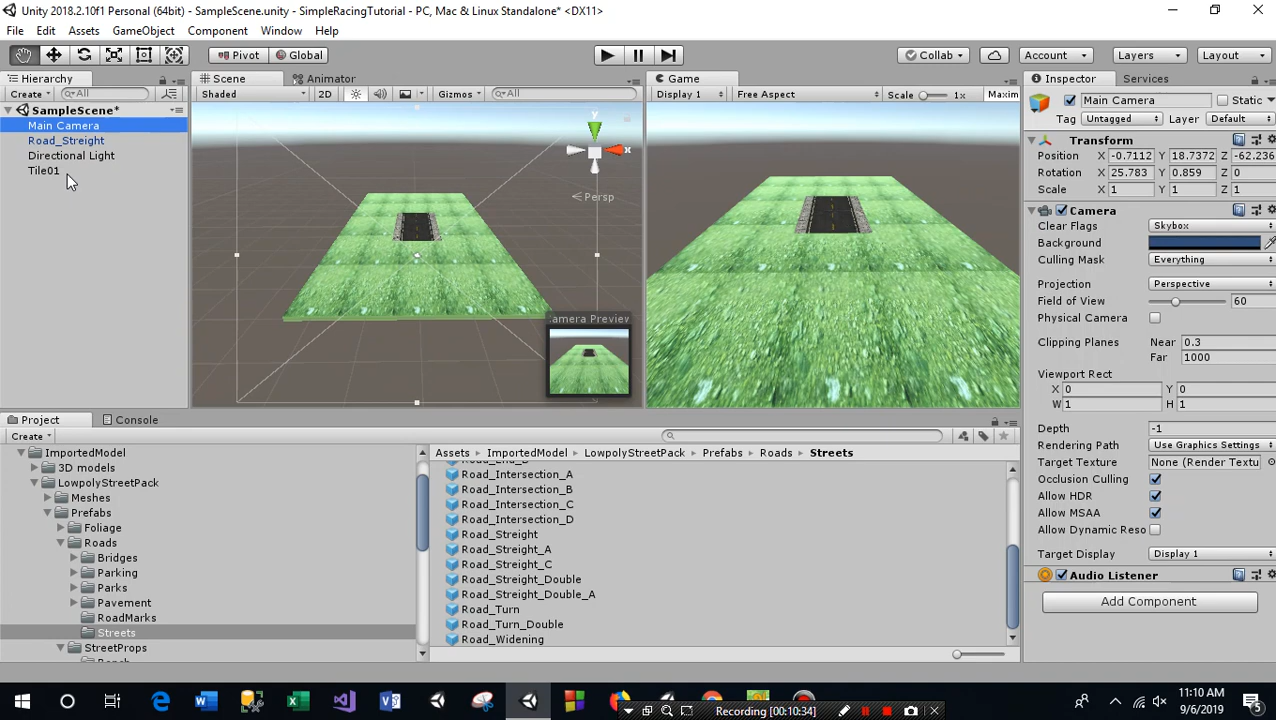 Unity 2018.2.10f1 Personal (64bit) - SampleScene.unity - SimpleRacingTutorial - PC, Mac & Linux Standalone* <DX11>
File Edit Assets GameObject Component Window Help
Pivot Global Collab Account Layers Layout
Hierarchy
Create All
SampleScene*
Main Camera
Road_Streight
Directional Light
Tile01
Scene Animator
Shaded 2D Gizmos All
y
x
Persp
amera Preview
Game
Display 1 Free Aspect Scale 1x Maxim
Inspector Services
Main Camera Static
Tag Untagged Layer Default
Transform
Position X -0.7112 Y 18.7372 Z -62.236
Rotation X 25.783 Y 0.859 Z 0
Scale X 1 Y 1 Z 1
Camera
Clear Flags Skybox
Background
Culling Mask Everything
Projection Perspective
Field of View 60
Physical Camera
Clipping Planes Near 0.3
Far 1000
Viewport Rect
X 0 Y 0
W 1 H 1
Depth -1
Rendering Path Use Graphics Settings
Target Texture None (Render Textu
Occlusion Culling
Allow HDR
Allow MSAA
Allow Dynamic Reso
Target Display Display 1
Audio Listener
Add Component
Project Console
Create
ImportedModel
3D models
LowpolyStreetPack
Meshes
Prefabs
Foliage
Roads
Bridges
Parking
Parks
Pavement
RoadMarks
Streets
StreetProps
Assets ImportedModel LowpolyStreetPack Prefabs Roads Streets
Road_Intersection_A
Road_Intersection_B
Road_Intersection_C
Road_Intersection_D
Road_Streight
Road_Streight_A
Road_Streight_C
Road_Streight_Double
Road_Streight_Double_A
Road_Turn
Road_Turn_Double
Road_Widening
Recording [00:10:34]
11:10 AM
9/6/2019
5